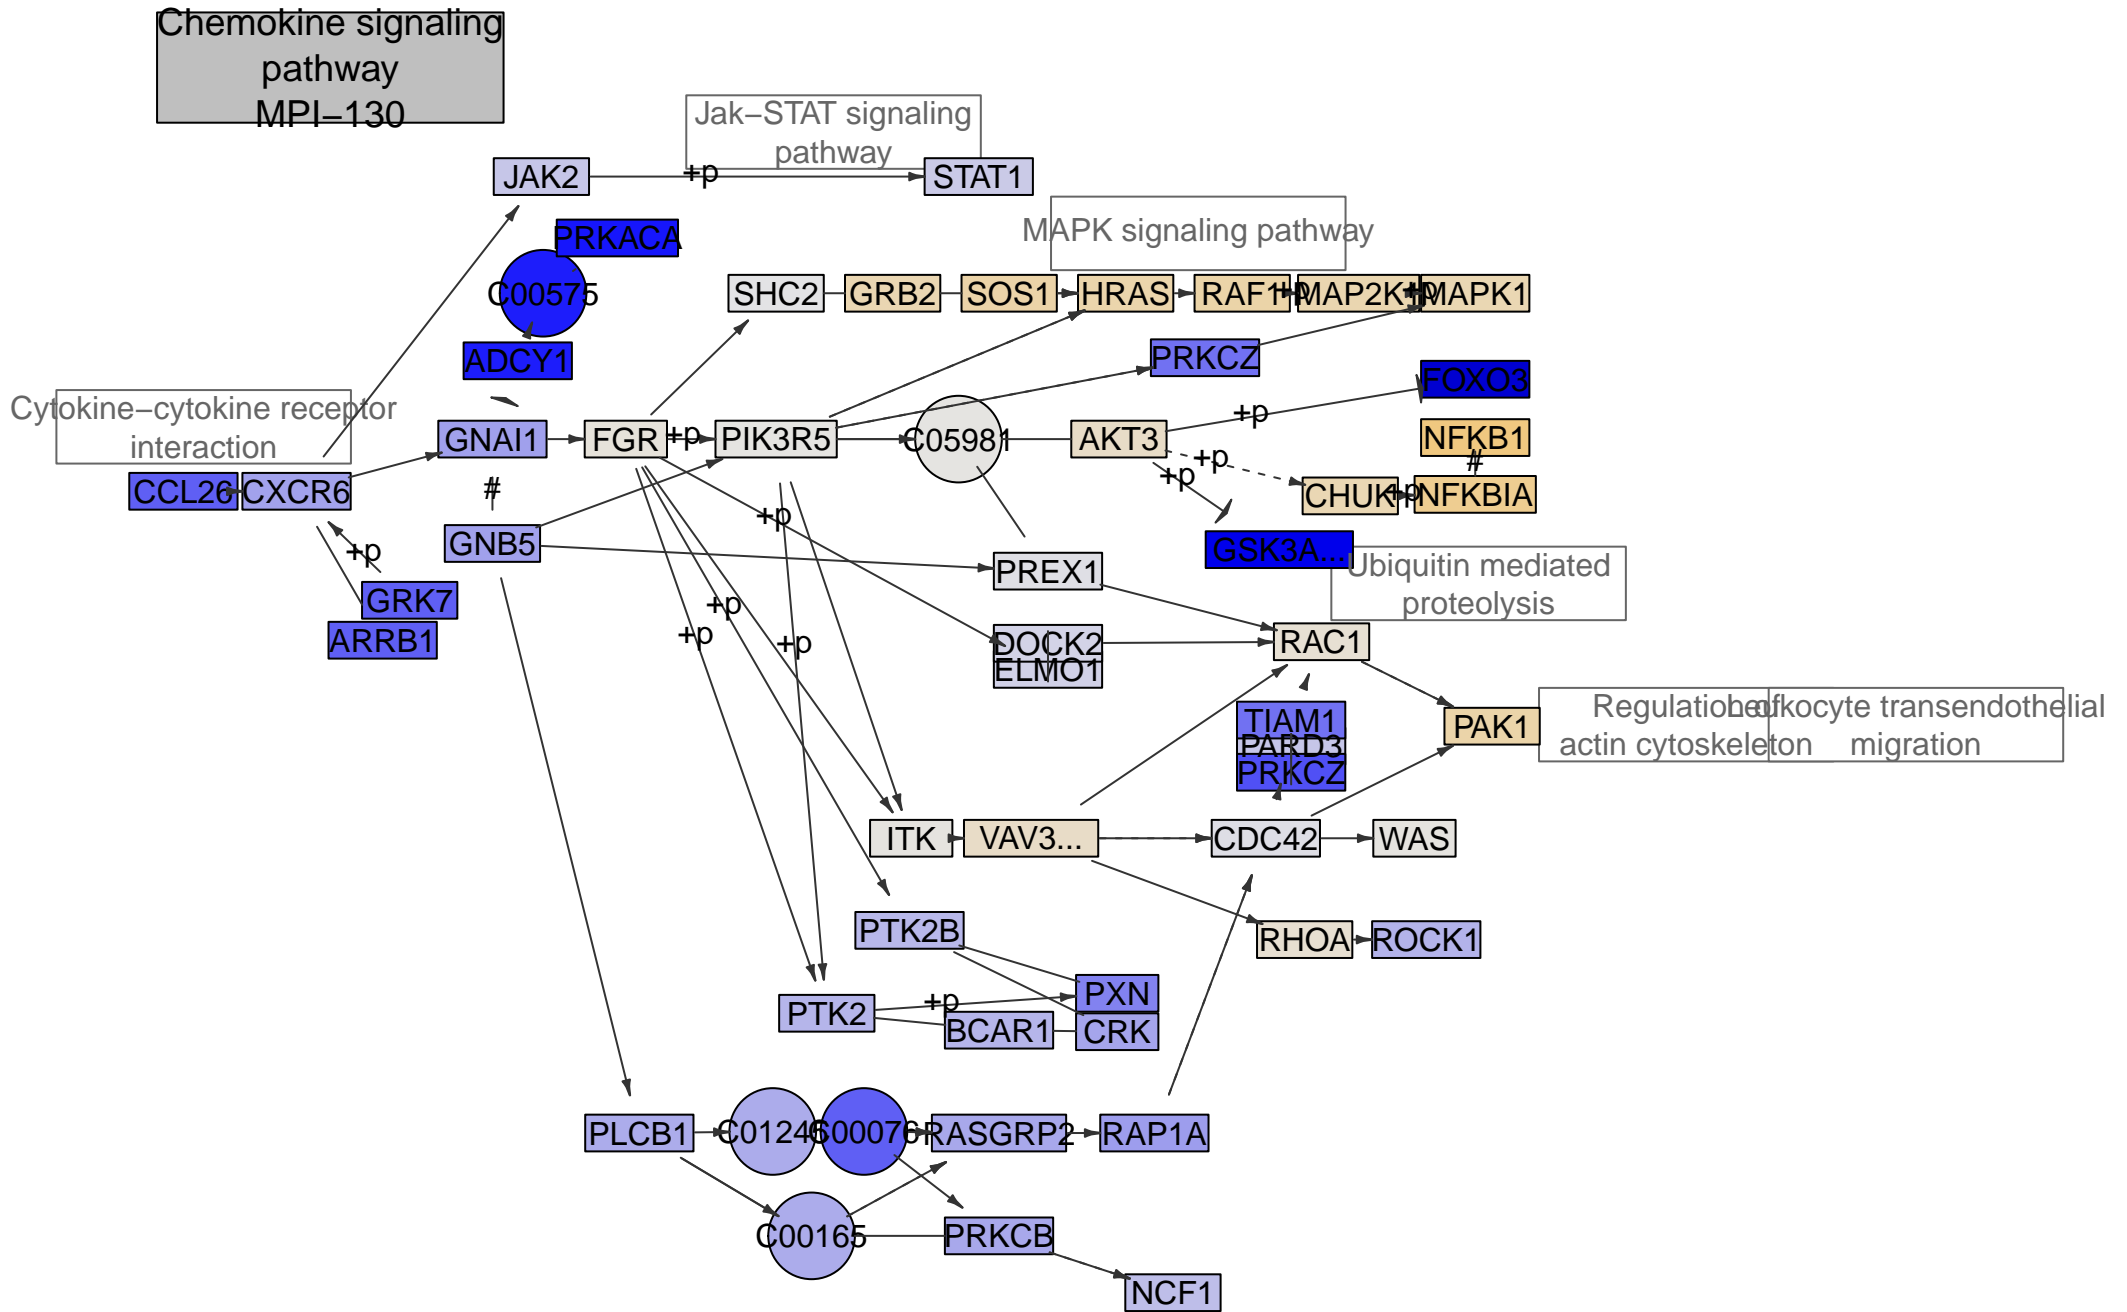 Chemokine signaling
pathway
MPI−130
Jak−STAT signaling
pathway
JAK2
+p
STAT1
PRKACA
MAPK signaling pathway
C00575
SHC2
GRB2
SOS1
HRAS
RAF1
+p
MAP2K1
+p
MAPK1
ADCY1
PRKCZ
FOXO3
Cytokine−cytokine receptor
interaction
+p
GNAI1
FGR
+p
PIK3R5
C05981
AKT3
NFKB1
+p
#
+p
CCL26
CXCR6
#
CHUK
+p
NFKBIA
+p
+p
GNB5
GSK3A...
PREX1
Ubiquitin mediated
proteolysis
GRK7
+p
ARRB1
+p
+p
DOCK2
ELMO1
RAC1
TIAM1
PARD3
PRKCZ
PAK1
Regulation of
actin cytoskeleton
Leukocyte transendothelial
migration
ITK
VAV3...
CDC42
WAS
PTK2B
RHOA
ROCK1
PTK2
+p
PXN
BCAR1
CRK
PLCB1
C01245
C00076
RASGRP2
RAP1A
C00165
PRKCB
NCF1